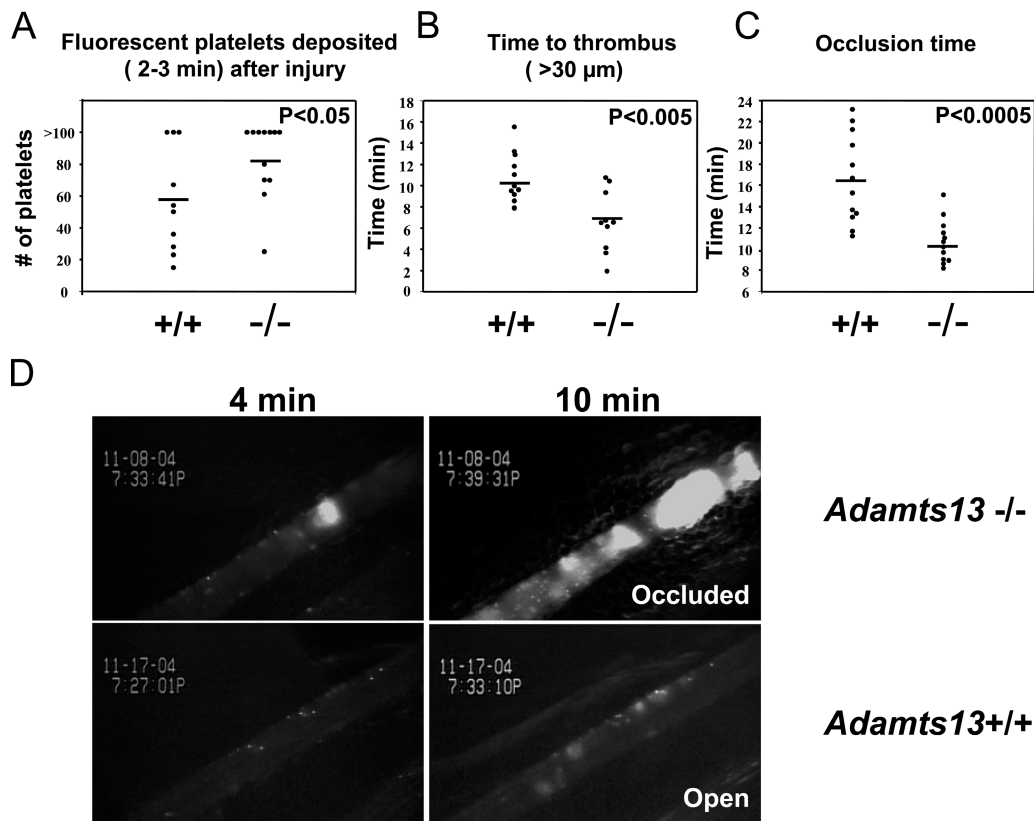 A
Fluorescent platelets deposited
( 2-3 min) after injury
P<0.05
# of platelets
>100
80
60
40
20
0
+/+
-/-
B
Time to thrombus
( >30 µm)
P<0.005
Time (min)
18
16
14
12
10
8
6
4
2
0
+/+
-/-
C
Occlusion time
P<0.0005
Time (min)
24
22
20
18
16
14
12
10
8
6
+/+
-/-
D
4 min
10 min
11-08-04
7:33:41P
11-08-04
7:39:31P
Occluded
Adamts13 -/-
11-17-04
7:27:01P
11-17-04
7:33:10P
Open
Adamts13+/+